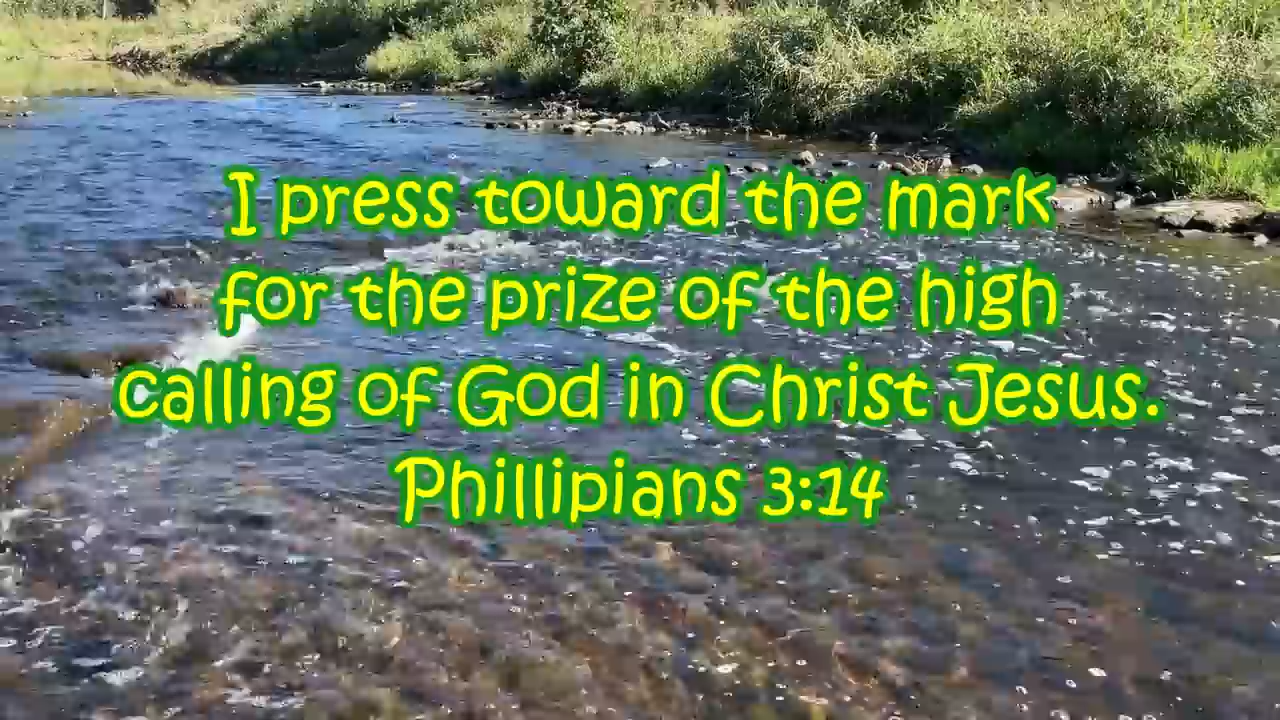 I press toward the mark
for the prize of the high
calling of God in Christ Jesus.
Phillipians 3:14